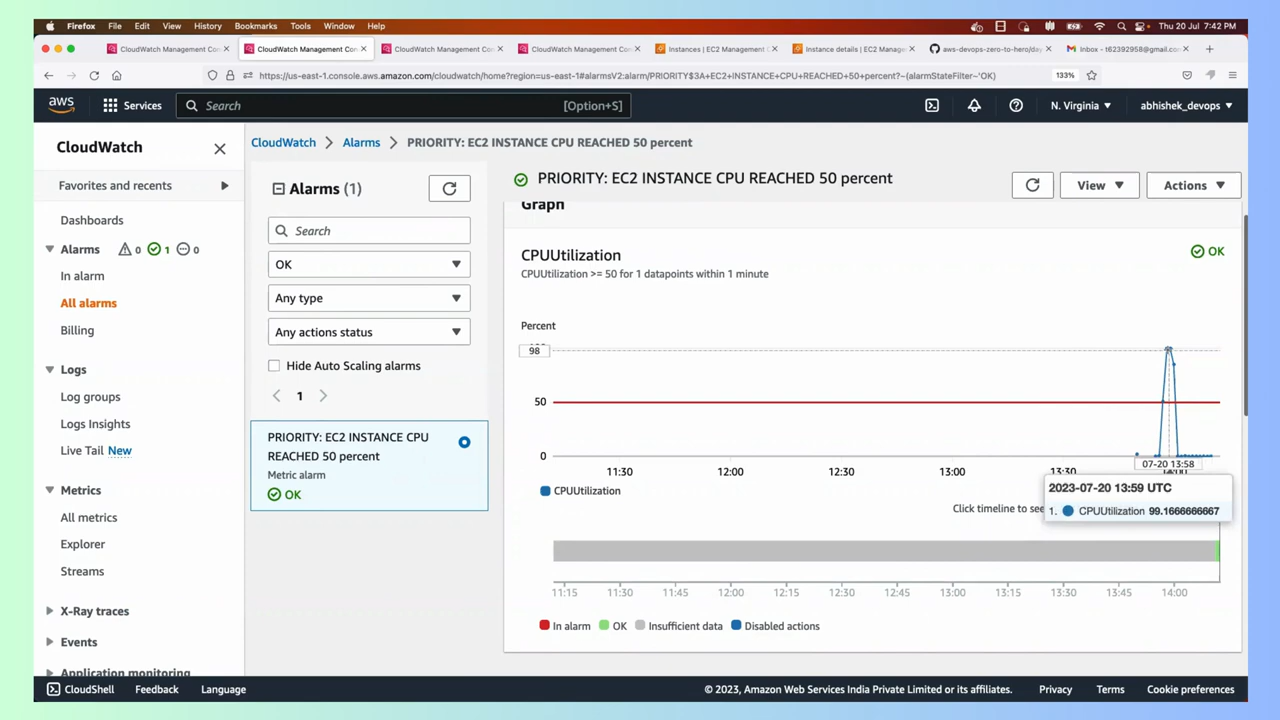 Firefox File Edit View History Bookmarks Tools Window Help Thu 20 Jul 7:42 PM
CloudWatch Management Con CloudWatch Management Con CloudWatch Management Co CloudWatch Management Con Instances | EC2 Management C Instance details | EC2 Manage aws-devops-zero-to-hero/day Inbox - t62392958@gmail.co
https://us-east-1.console.aws.amazon.com/cloudwatch/home?region=us-east-1#alarmsV2:alarm/PRIORITY$3A+EC2+INSTANCE+CPU+REACHED+50+percent?~(alarmStateFilter~'OK) 133%
aws Services Search [Option+S] N. Virginia abhishek_devops
CloudWatch
Favorites and recents
Dashboards
Alarms 0 1 0
In alarm
All alarms
Billing
Logs
Log groups
Logs Insights
Live Tail New
Metrics
All metrics
Explorer
Streams
X-Ray traces
Events
Application monitoring
CloudWatch Alarms PRIORITY: EC2 INSTANCE CPU REACHED 50 percent
Alarms (1)
Search
OK
Any type
Any actions status
Hide Auto Scaling alarms
1
PRIORITY: EC2 INSTANCE CPU
REACHED 50 percent
Metric alarm
OK
PRIORITY: EC2 INSTANCE CPU REACHED 50 percent
View Actions
Graph
CPUUtilization
OK
CPUUtilization >= 50 for 1 datapoints within 1 minute
Percent
98
50
0
11:30 12:00 12:30 13:00 13:30
07-20 13:58
2023-07-20 13:59 UTC
1. CPUUtilization 99.1666666667
CPUUtilization
Click timeline to see
11:15 11:30 11:45 12:00 12:15 12:30 12:45 13:00 13:15 13:30 13:45 14:00
In alarm OK Insufficient data Disabled actions
CloudShell Feedback Language © 2023, Amazon Web Services India Private Limited or its affiliates. Privacy Terms Cookie preferences